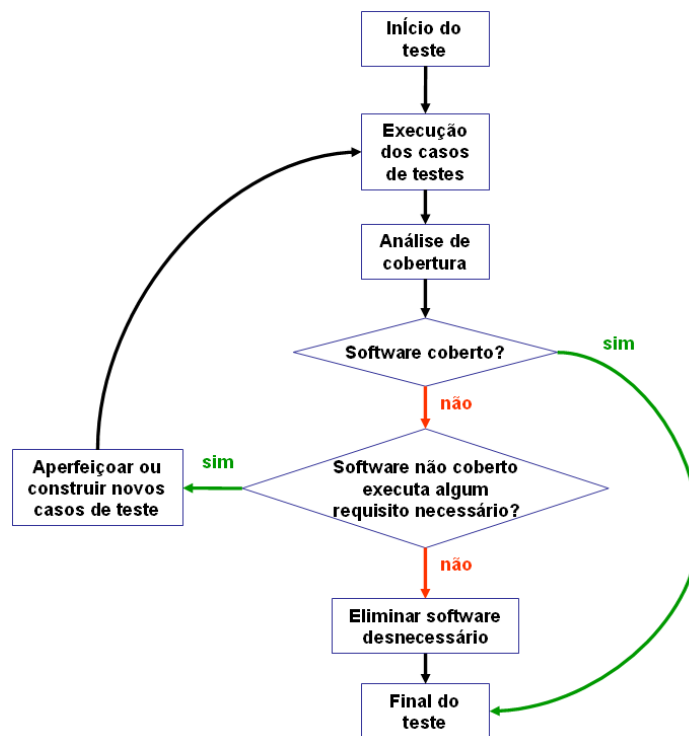 InÍcio do
teste
Execução
dos casos
de testes
Análise de
cobertura
Software coberto?
sim
não
Aperfeiçoar ou
construir novos
casos de teste
sim
Software não coberto
executa algum
requisito necessário?
não
Eliminar software
desnecessário
Final do
teste